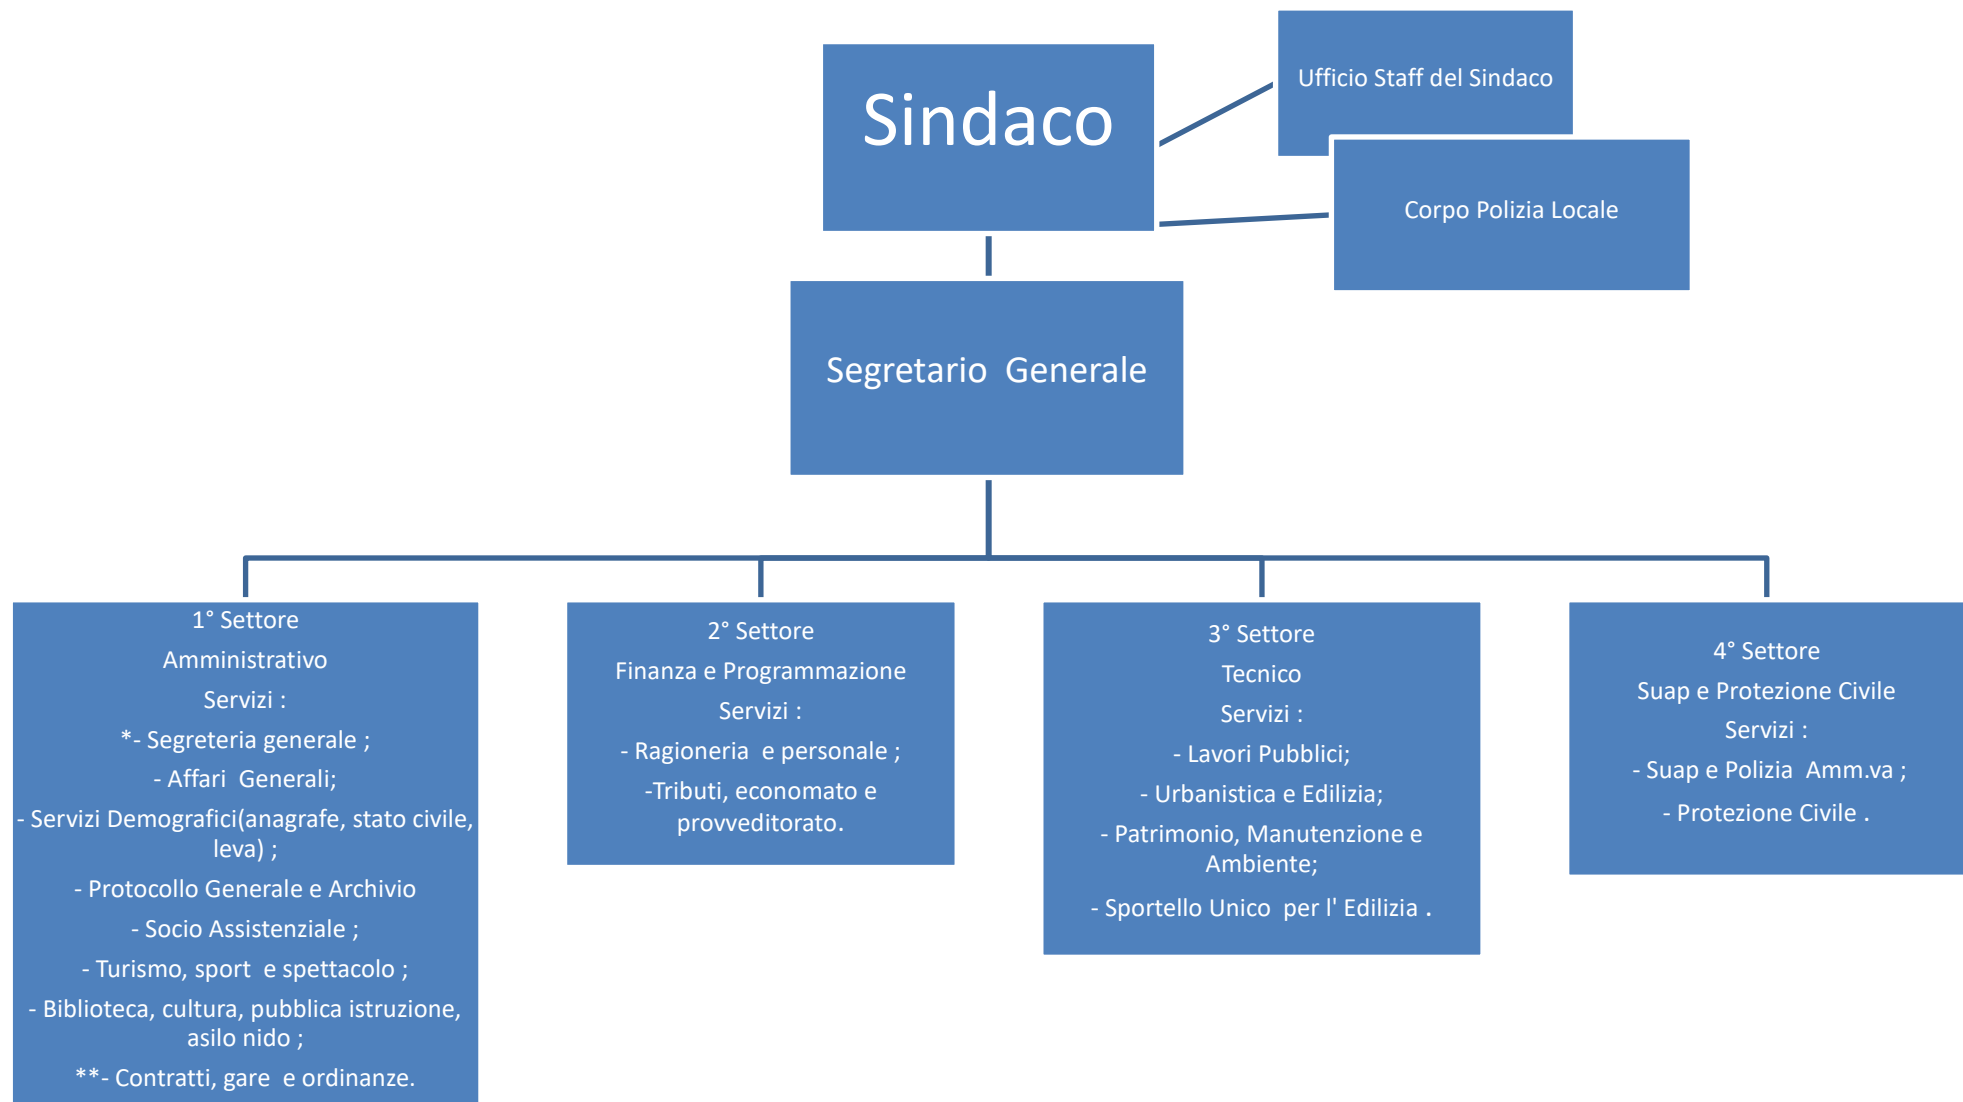 Sindaco
Ufficio Staff del Sindaco
Corpo Polizia Locale
Segretario  Generale
1° Settore
Amministrativo
Servizi :
*- Segreteria generale ;
- Affari  Generali;
- Servizi Demografici(anagrafe, stato civile,
leva) ;
- Protocollo Generale e Archivio
- Socio Assistenziale ;
- Turismo, sport  e spettacolo ;
- Biblioteca, cultura, pubblica istruzione,
asilo nido ;
**- Contratti, gare  e ordinanze.
2° Settore
Finanza e Programmazione
Servizi :
- Ragioneria  e personale ;
-Tributi, economato e
provveditorato.
3° Settore
Tecnico
Servizi :
- Lavori Pubblici;
- Urbanistica e Edilizia;
- Patrimonio, Manutenzione e
Ambiente;
- Sportello Unico  per l' Edilizia .
4° Settore
Suap e Protezione Civile
Servizi :
- Suap e Polizia  Amm.va ;
- Protezione Civile .